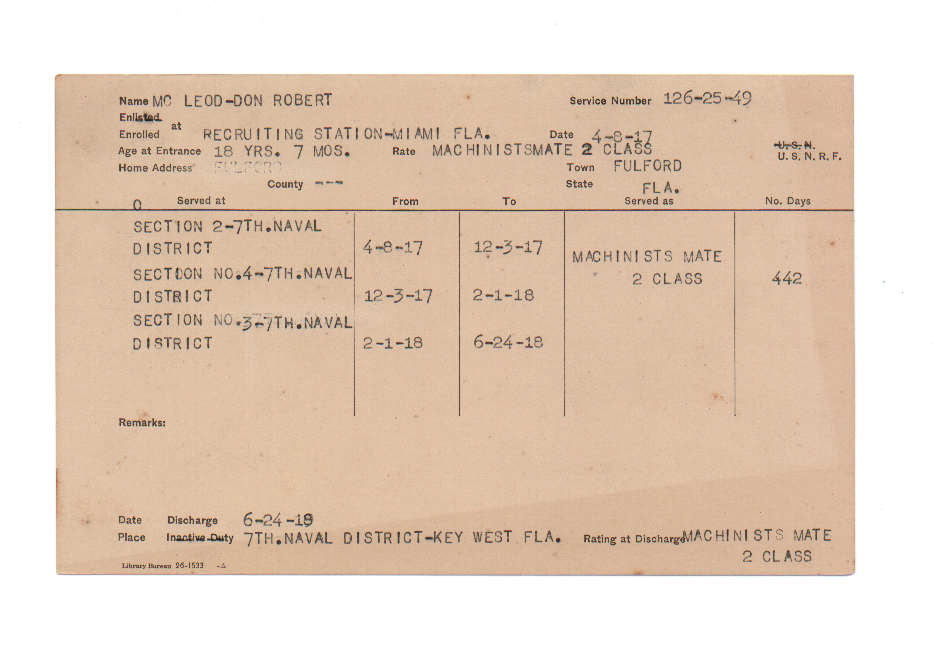 Name MC LEOD-DON ROBERT Service Number 126-25-49
Enlisted
Enrolled at RECRUITING STATION-MIAMI FLA. Date 4-8-17
Age at Entrance 18 YRS. 7 MOS. Rate MACHINISTSMATE 2 CLASS U.S.N.
U. S. N. R. F.
Home Address FULFORD Town FULFORD
County --- State FLA.
0 Served at From To Served as No. Days
SECTION 2-7TH.NAVAL
DISTRICT 4-8-17 12-3-17 MACHINISTS MATE
SECTION NO.4-7TH.NAVAL 2 CLASS 442
DISTRICT 12-3-17 2-1-18
SECTION NO.3-7TH.NAVAL
DISTRICT 2-1-18 6-24-18
Remarks:
Date Discharge 6-24-18
Place Inactive Duty 7TH.NAVAL DISTRICT-KEY WEST FLA. Rating at Discharge MACHINISTS MATE
2 CLASS
Library Bureau 26-1533 -A